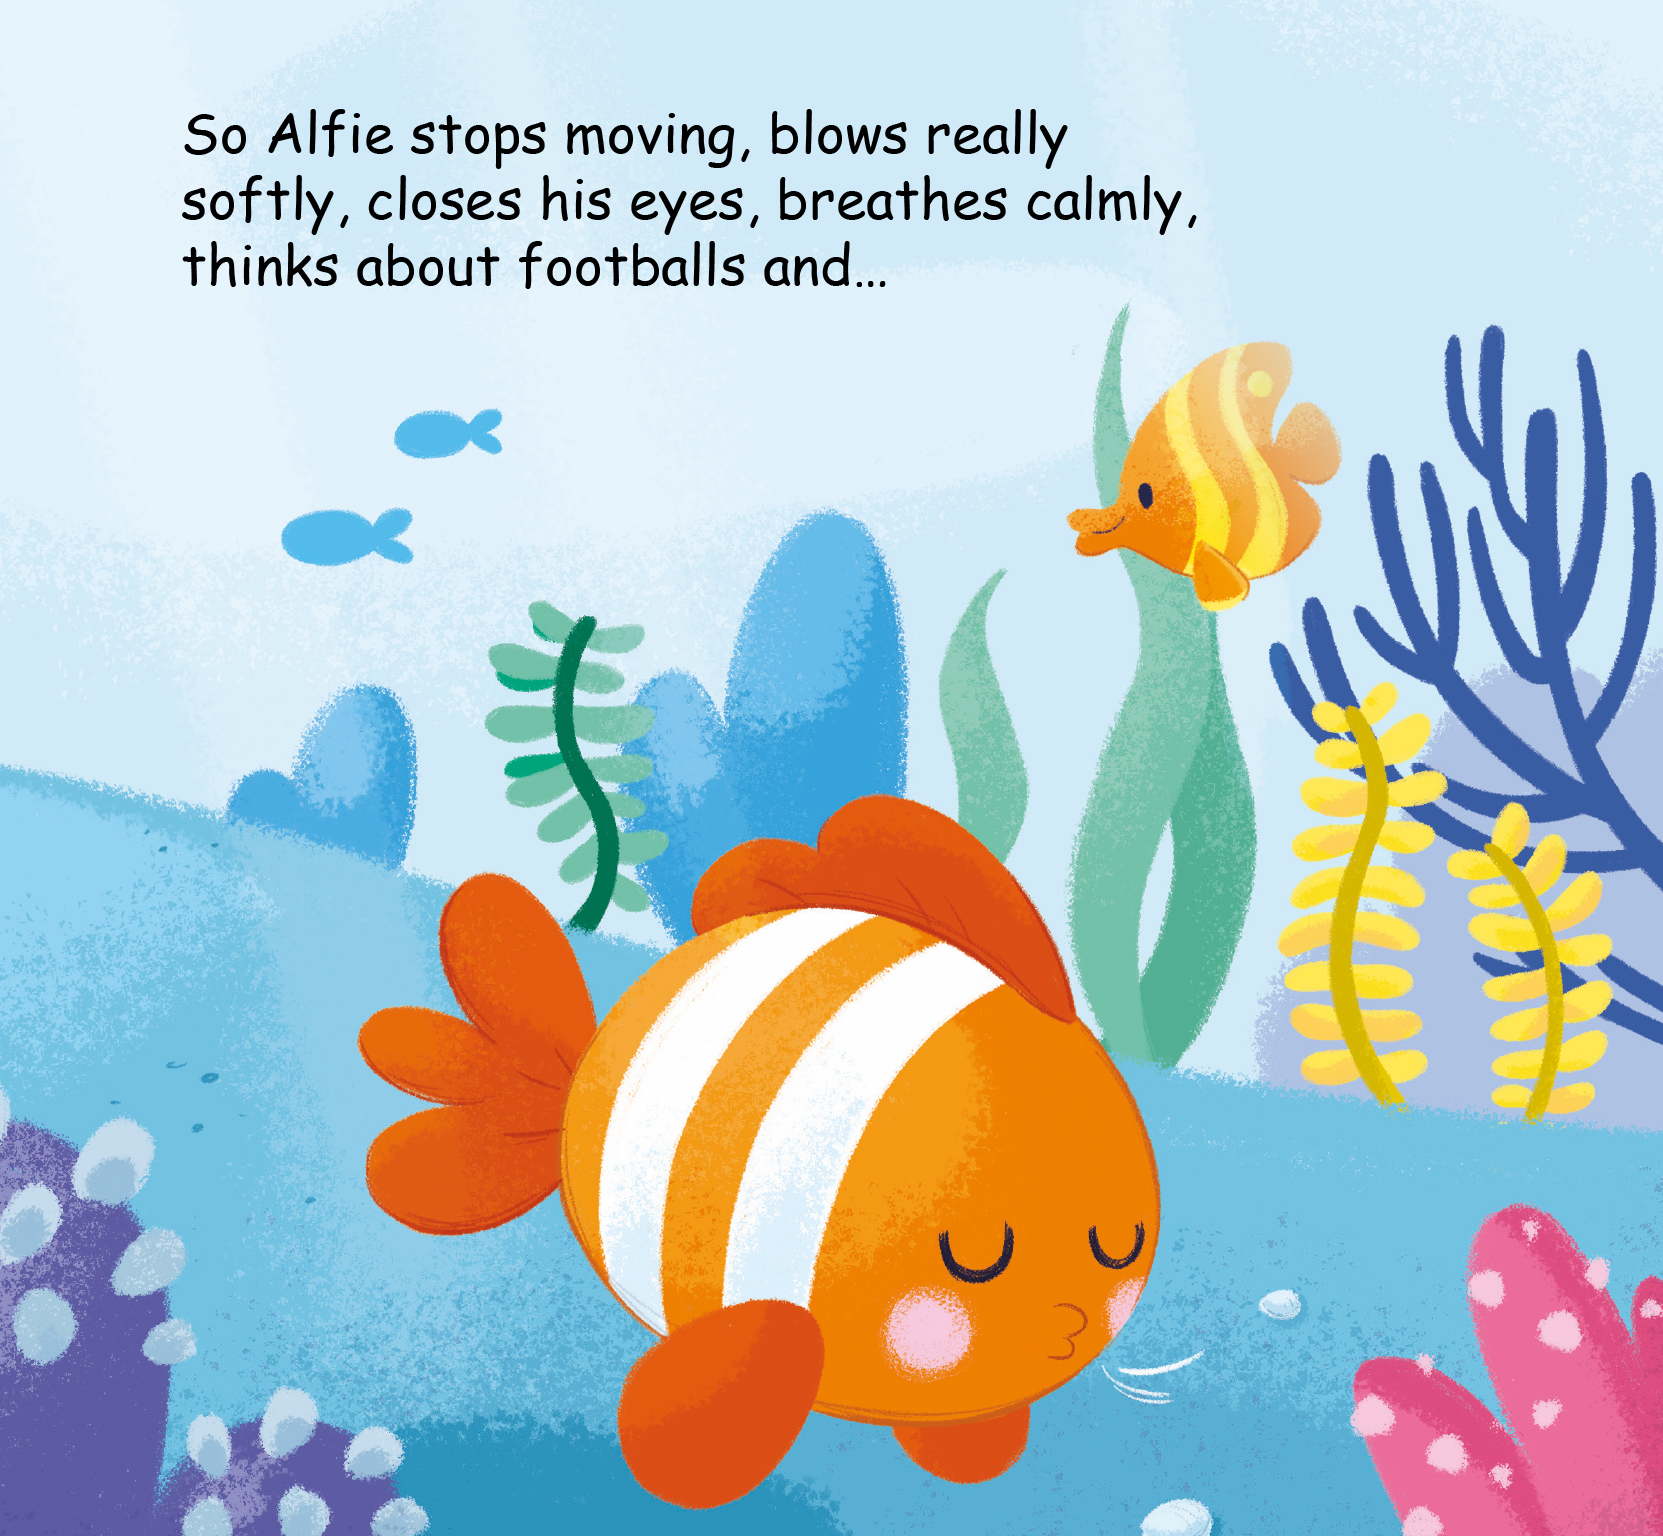 So Alfie stops moving, blows really
softly, closes his eyes, breathes calmly,
thinks about footballs and...